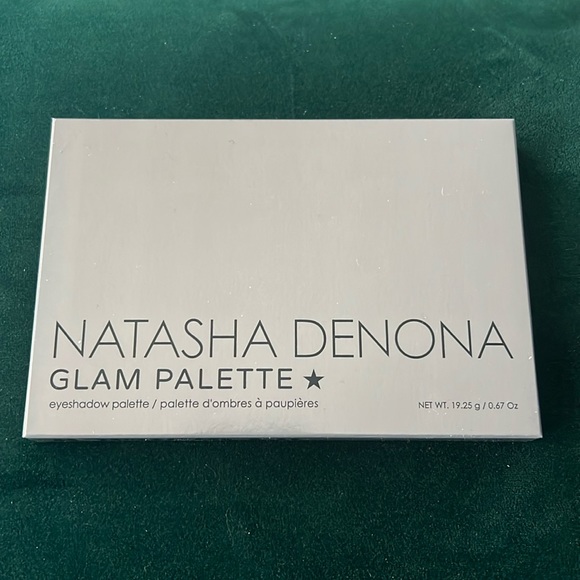 NATASHA DENONA
GLAM PALETTE ★
eyeshadow palette / palette d'ombres à paupières
NET WT. 19.25 g / 0.67 Oz